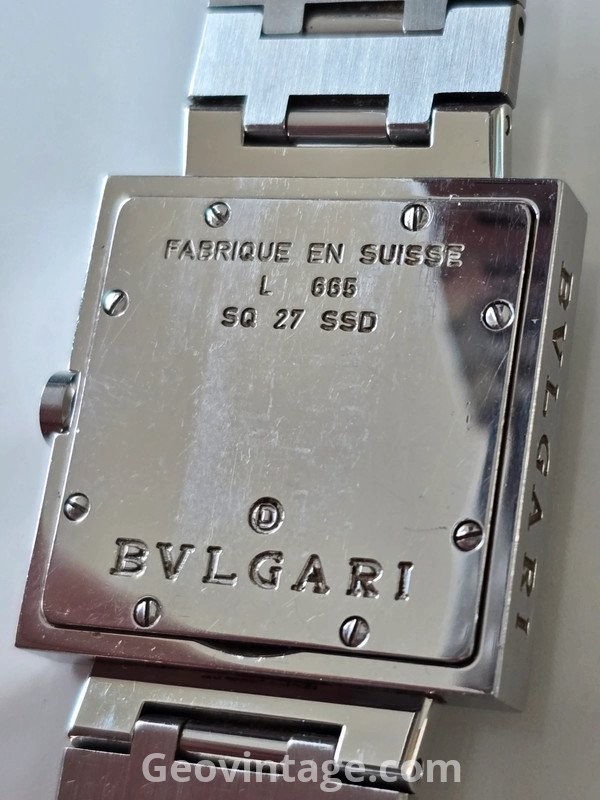 FABRIQUE EN SUISSE
L 665
SQ 27 SSD
D
BVLGARI
BVLGARI
Geovintage.com